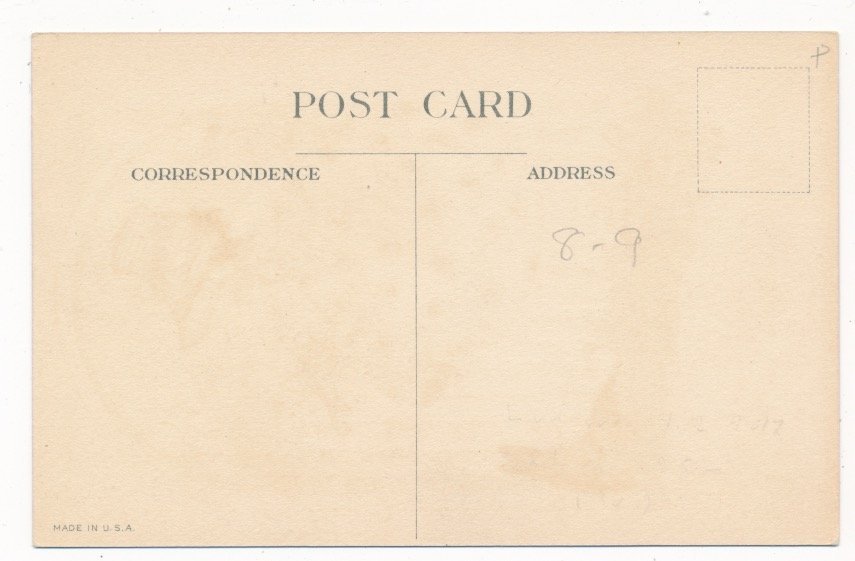 P
POST CARD
CORRESPONDENCE
ADDRESS
8-9
MADE IN U.S.A.